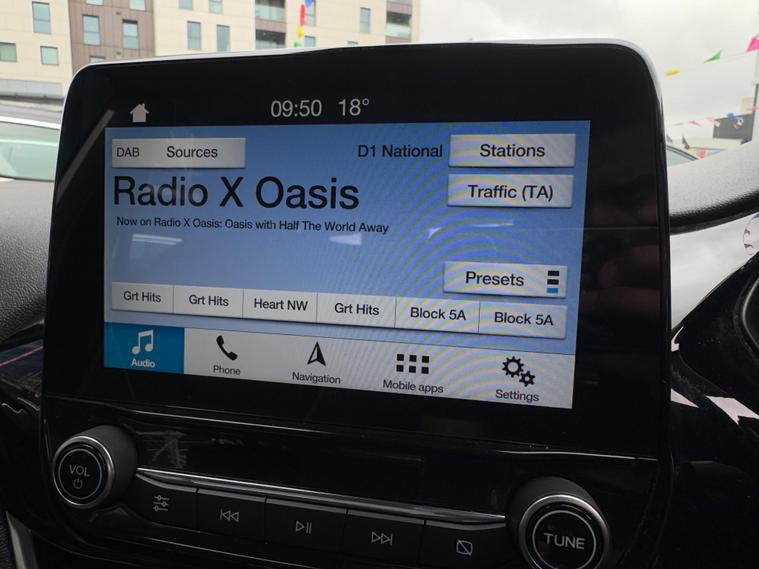 09:50 18°
DAB Sources
D1 National
Stations
Radio X Oasis
Traffic (TA)
Now on Radio X Oasis: Oasis with Half The World Away
Presets
Grt Hits
Grt Hits
Heart NW
Grt Hits
Block 5A
Block 5A
Audio
Phone
Navigation
Mobile apps
Settings
VOL
TUNE